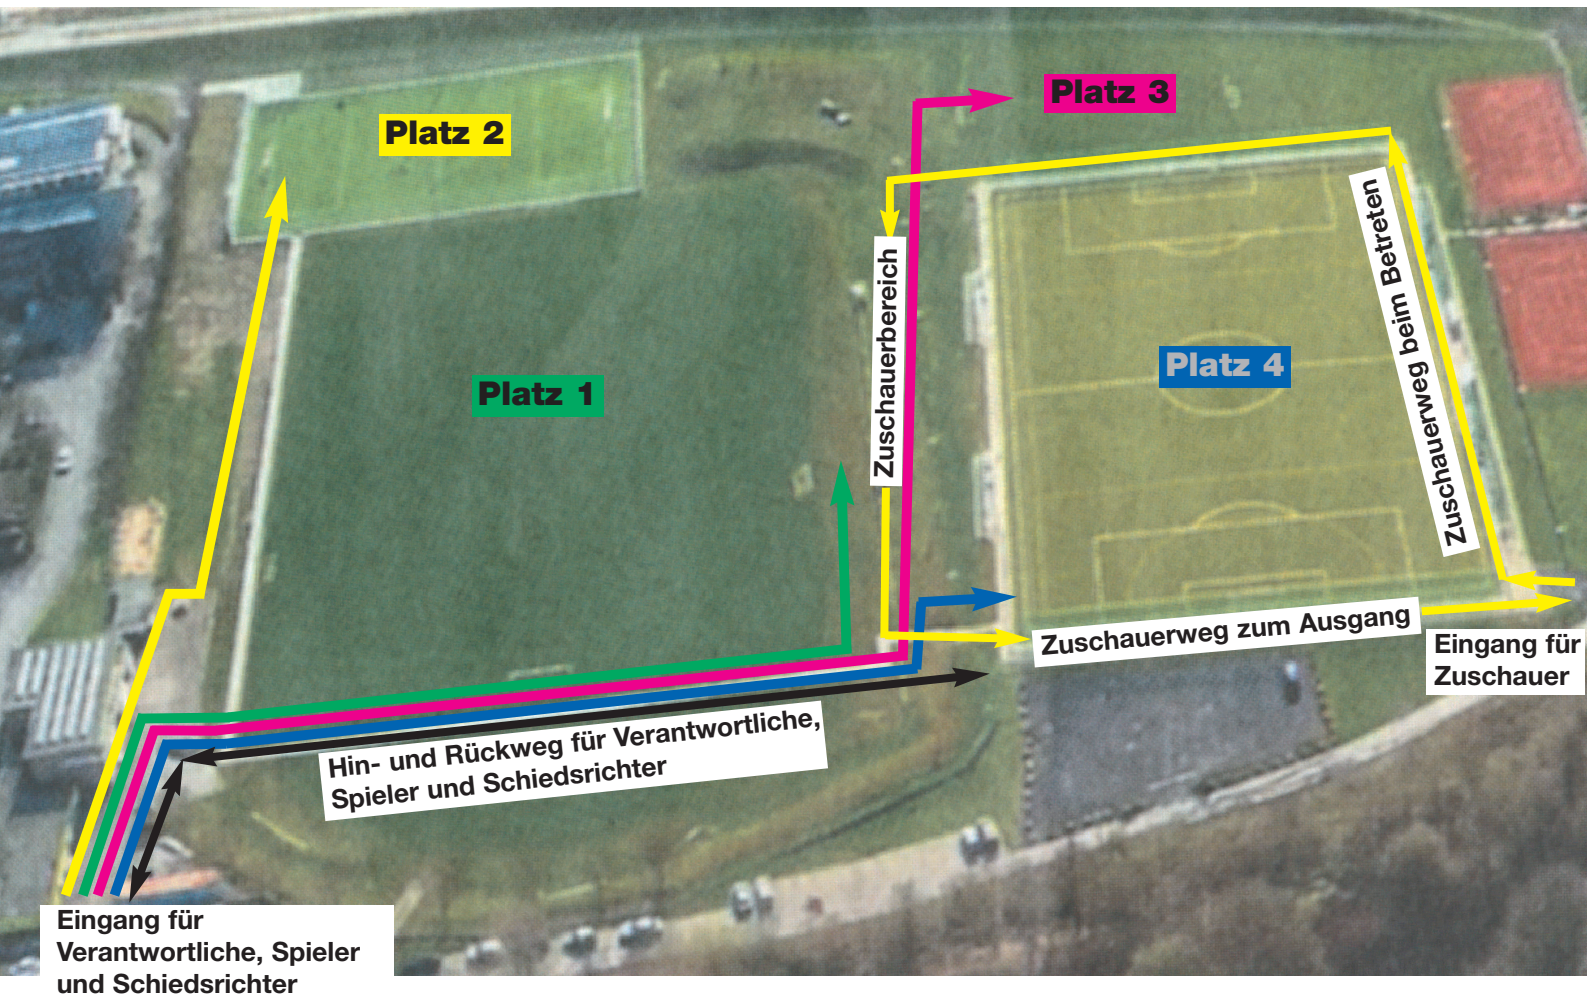 Platz 3
Platz 2
Zuschauerbereich
Zuschauerweg beim Betreten
Platz 4
Platz 1
Zuschauerweg zum Ausgang
Eingang für
Zuschauer
Hin- und Rückweg für Verantwortliche,
Spieler und Schiedsrichter
Eingang für
Verantwortliche, Spieler
und Schiedsrichter